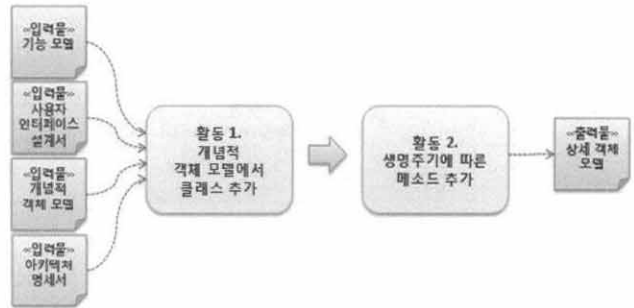 «입력물»
기능 모델
«입력물»
사용자
인터페이스
설계서
«입력물»
개념적
객체 모델
«입력물»
아키텍처
명세서
활동 1.
개념적
객체 모델에서
클래스 추가
활동 2.
생명주기에 따른
메소드 추가
«출력물»
상세 객체
모델